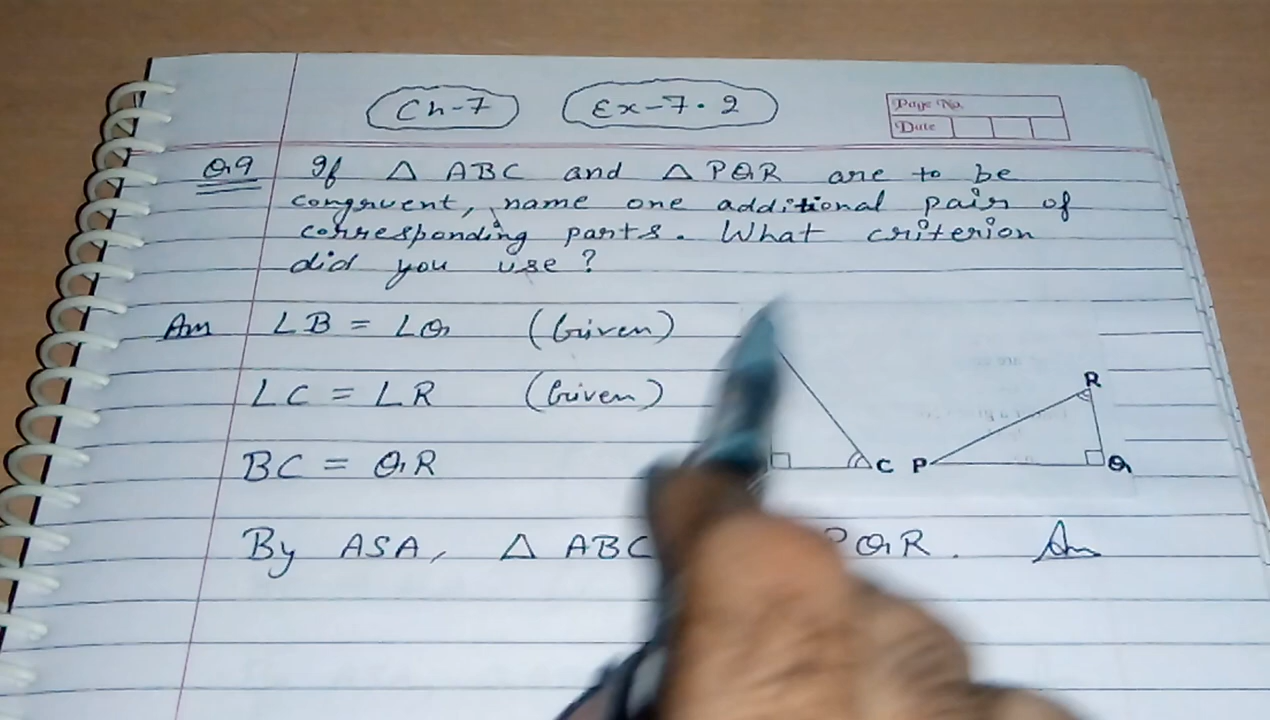 Ch-7 Ex-7.2
Page No.
Date
Q9 If △ ABC and △ PQR are to be
congruent, name one additional pair of
corresponding parts. What criterion
did you use?
Ans ∠B = ∠Q (Given)
∠C = ∠R (Given)
BC = QR
By ASA, △ ABC PQR. Ans
R
C P Q